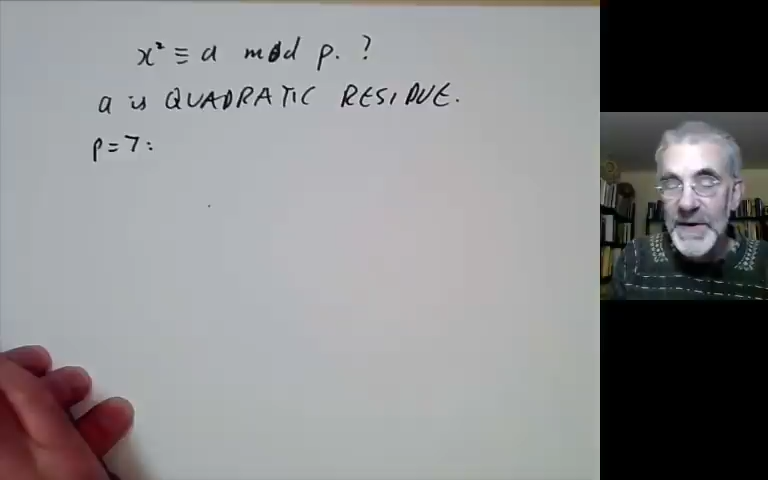 x² ≡ a mod p. ?
a is QUADRATIC RESIDUE.
p = 7: